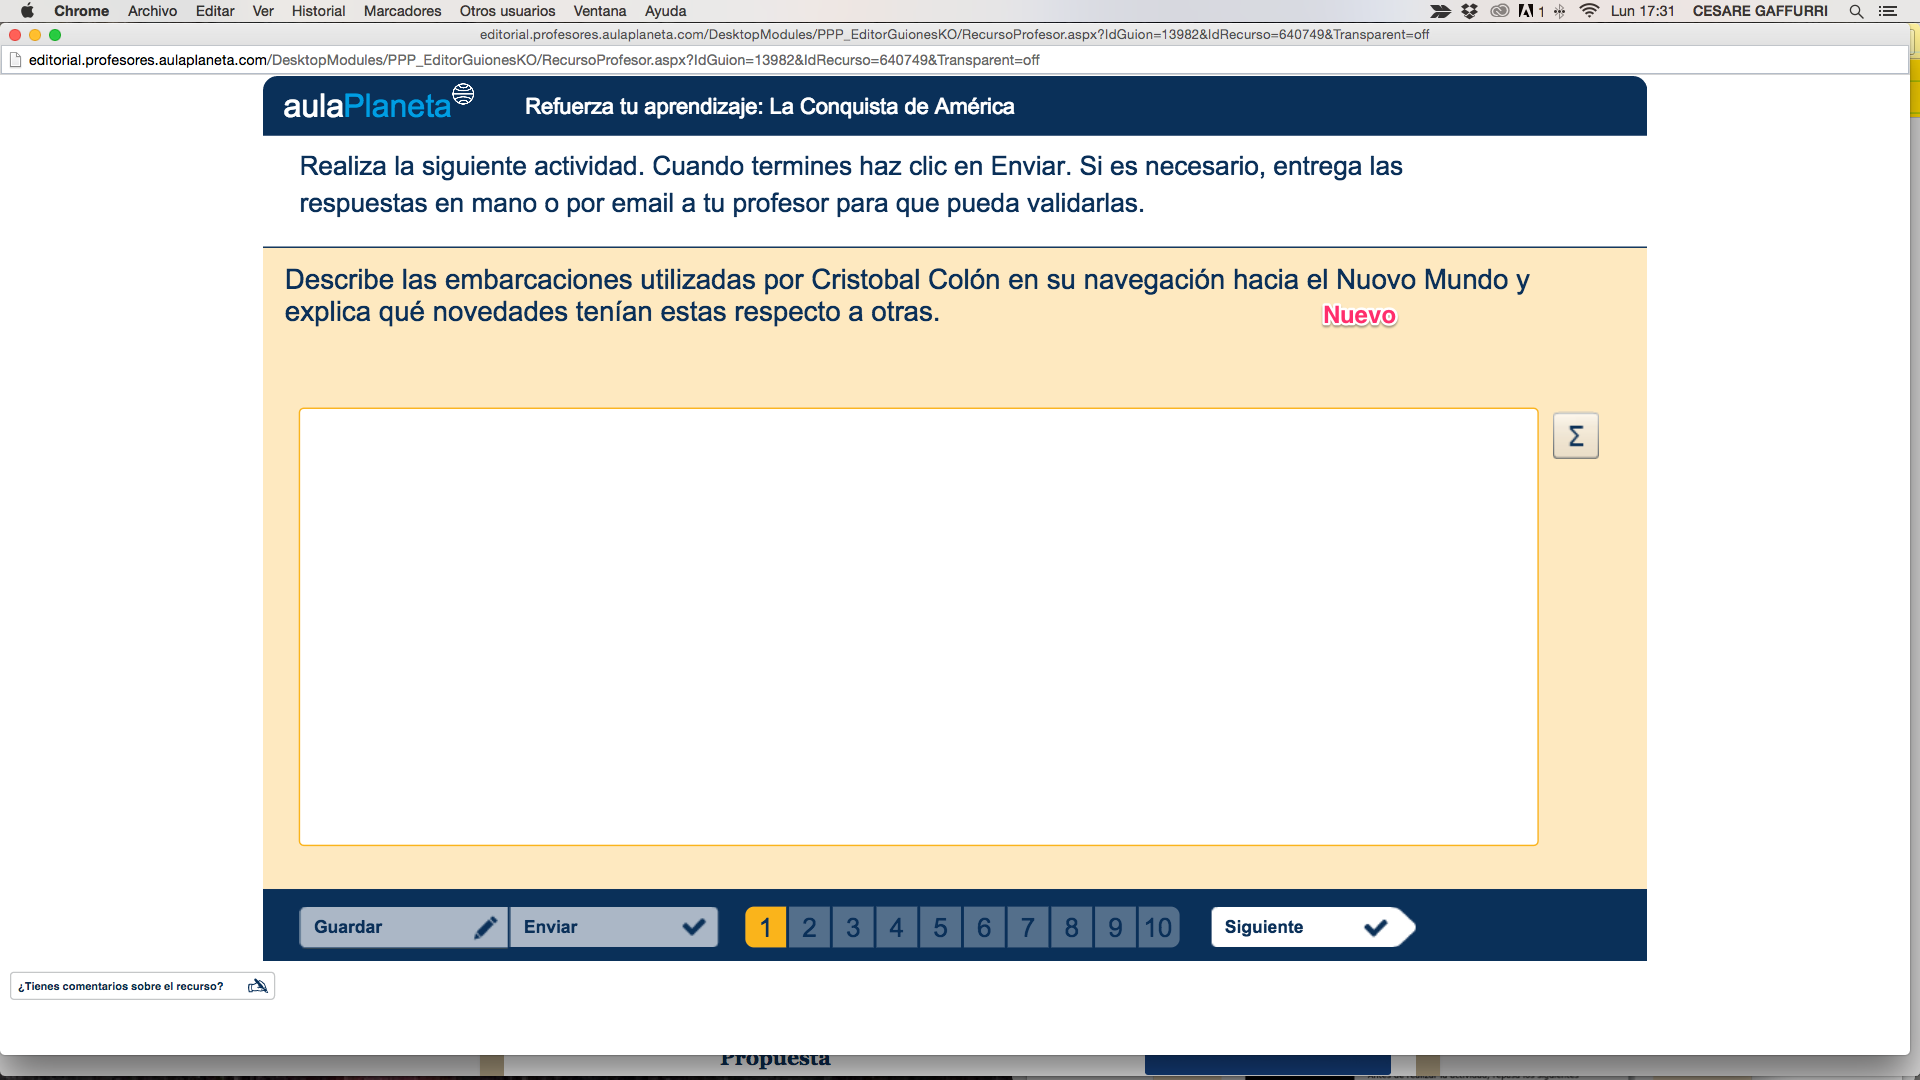 Chrome Archivo Editar Ver Historial Marcadores Otros usuarios Ventana Ayuda 1 Lun 17:31 CESARE GAFFURRI
editorial.profesores.aulaplaneta.com/DesktopModules/PPP_EditorGuionesKO/RecursoProfesor.aspx?IdGuion=13982&IdRecurso=640749&Transparent=off
editorial.profesores.aulaplaneta.com/DesktopModules/PPP_EditorGuionesKO/RecursoProfesor.aspx?IdGuion=13982&IdRecurso=640749&Transparent=off
aulaPlaneta Refuerza tu aprendizaje: La Conquista de América
Realiza la siguiente actividad. Cuando termines haz clic en Enviar. Si es necesario, entrega las
respuestas en mano o por email a tu profesor para que pueda validarlas.
Describe las embarcaciones utilizadas por Cristobal Colón en su navegación hacia el Nuovo Mundo y
explica qué novedades tenían estas respecto a otras.
Nuevo
Σ
Guardar Enviar 1 2 3 4 5 6 7 8 9 10 Siguiente
¿Tienes comentarios sobre el recurso?
Propuesta